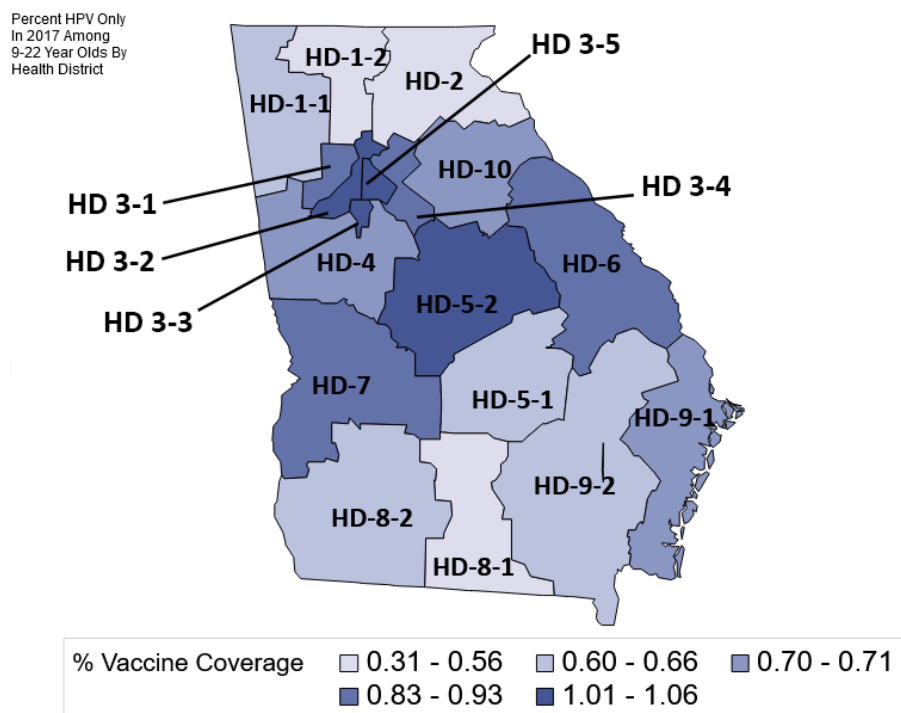 Percent HPV Only
In 2017 Among
9-22 Year Olds By
Health District
HD-1-2
HD 3-5
HD-2
HD-1-1
HD-10
HD 3-4
HD 3-1
HD 3-2
HD-4
HD-6
HD-5-2
HD 3-3
HD-7
HD-5-1
HD-9-1
HD-9-2
HD-8-2
HD-8-1
% Vaccine Coverage
0.31 - 0.56
0.60 - 0.66
0.70 - 0.71
0.83 - 0.93
1.01 - 1.06